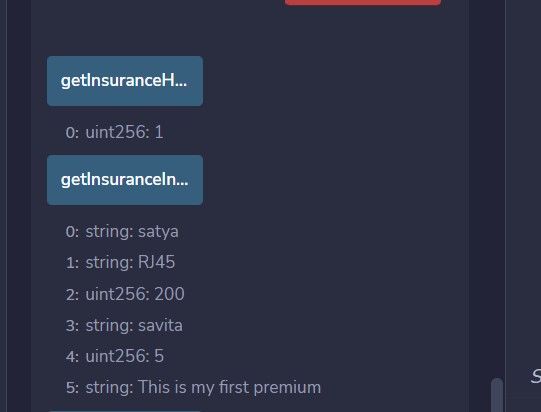 getInsuranceH...
0: uint256: 1
getInsuranceIn...
0: string: satya
1: string: RJ45
2: uint256: 200
3: string: savita
4: uint256: 5
5: string: This is my first premium
S